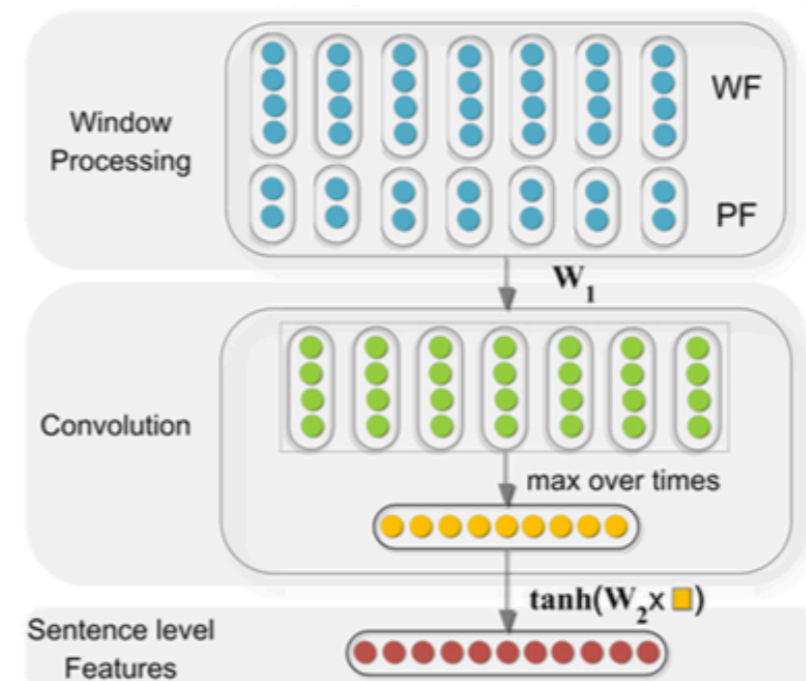 Window
Processing
WF
PF
W1
Convolution
max over times
tanh(W2x )
Sentence level
Features